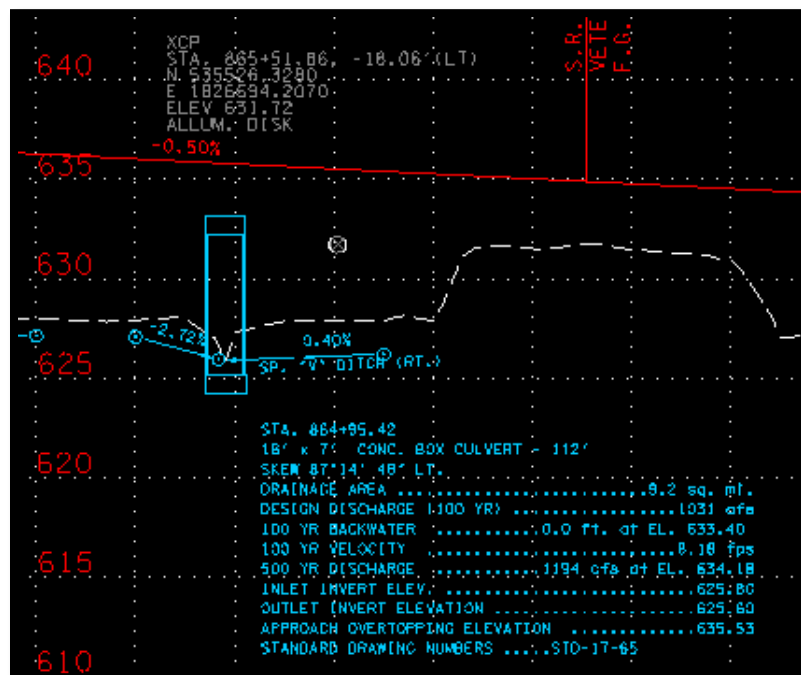 640
XCP
STA. 865+51.86, -18.06'(LT)
N 535526.3280
E 1826694.2070
ELEV 631.72
ALLUM. DISK
S.R.
VETE
F.G.
-0.50%
635
630
-2.72%
0.40%
625
SP. 'V' DITCH (RT.)
STA. 864+95.42
18' x 7' CONC. BOX CULVERT - 112'
SKEW 87°14' 48" LT.
620
DRAINAGE AREA ...........................9.2 sq. mi.
DESIGN DISCHARGE (100 YR) ..................1031 cfs
100 YR BACKWATER ...........0.0 ft. at EL. 633.40
100 YR VELOCITY ...........................8.18 fps
500 YR DISCHARGE ...........1194 cfs at EL. 634.18
615
INLET INVERT ELEV. ...........................625.80
OUTLET INVERT ELEVATION .....................625.60
APPROACH OVERTOPPING ELEVATION .............635.53
STANDARD DRAWING NUMBERS ......STD-17-65
610